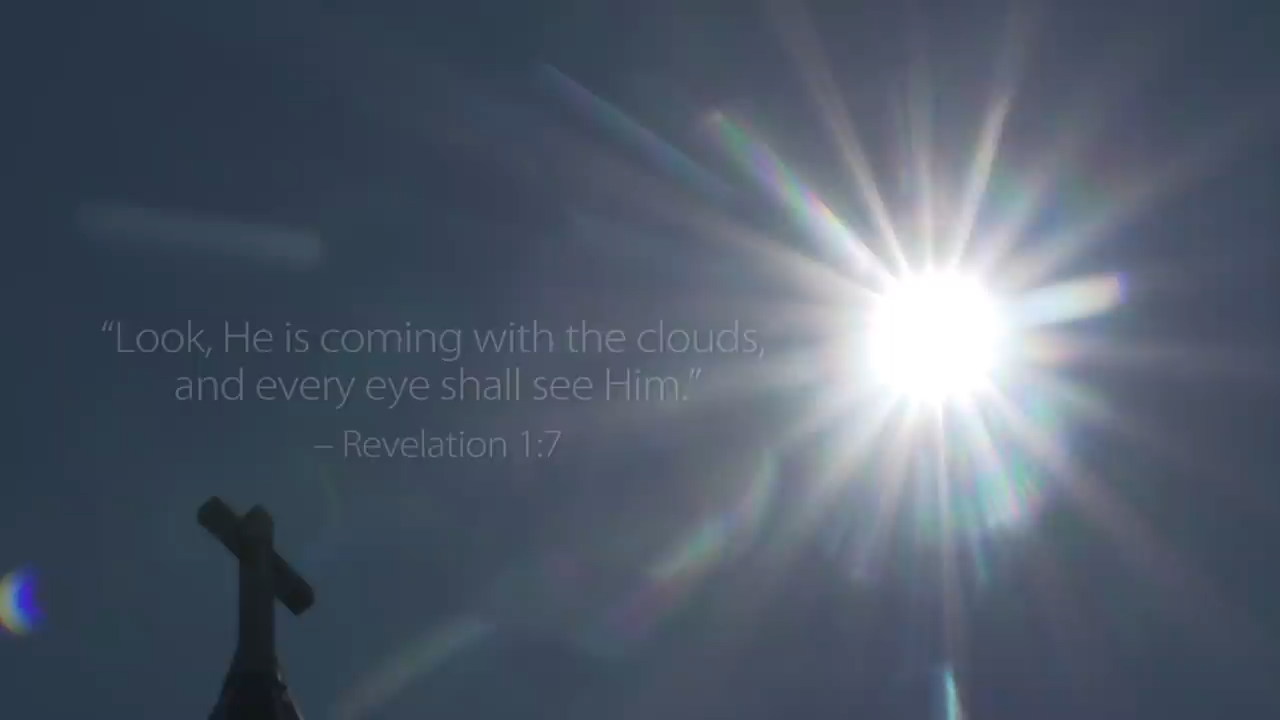 “Look, He is coming with the clouds,
and every eye shall see Him.”
– Revelation 1:7